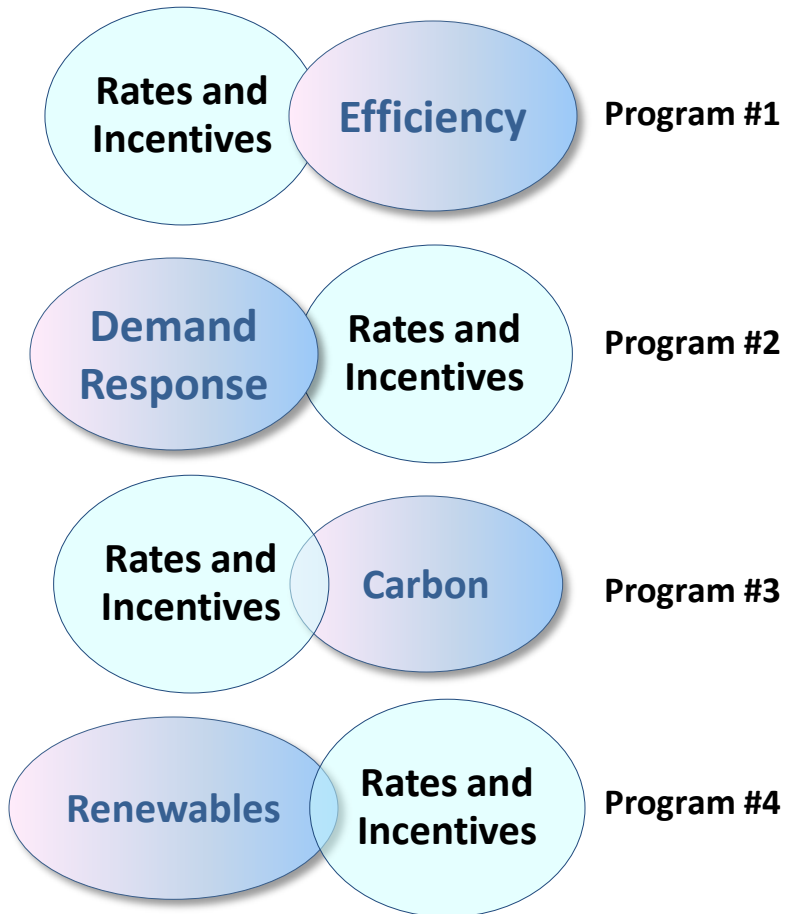 Rates and
Incentives
Efficiency
Program #1
Demand
Response
Rates and
Incentives
Program #2
Rates and
Incentives
Carbon
Program #3
Renewables
Rates and
Incentives
Program #4